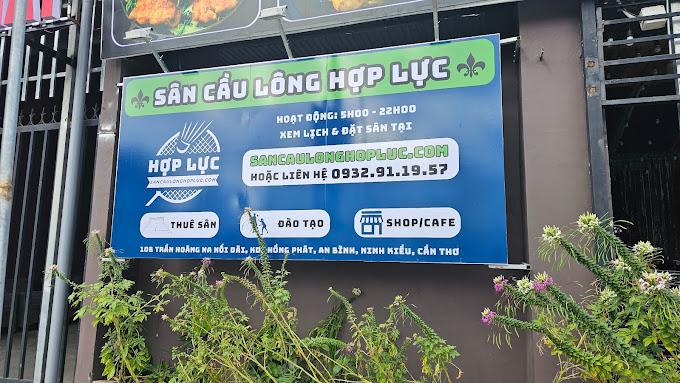 SÂN CẦU LÔNG HỢP LỰC
HOẠT ĐỘNG: 5H00 - 22H00
XEM LỊCH & ĐẶT SÂN TẠI
SANCAULONGHOPLUC.COM
HOẶC LIÊN HỆ 0932.91.19.57
HỢP LỰC
SANCAULONGHOPLUC.COM
THUÊ SÂN
ĐÀO TẠO
SHOP/CAFE
10B TRẦN HOÀNG NA NỐI DÀI, KDC HỒNG PHÁT, AN BÌNH, NINH KIỀU, CẦN THƠ